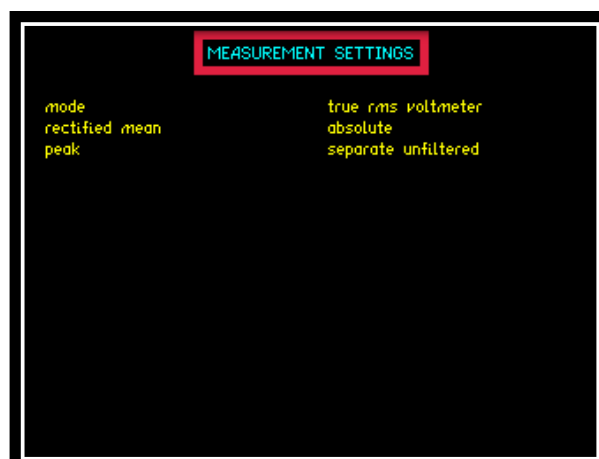 MEASUREMENT SETTINGS
mode true rms voltmeter
rectified mean absolute
peak separate unfiltered